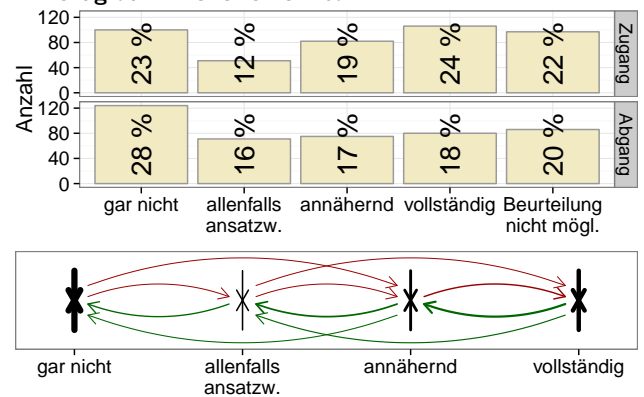 120
80
40
0
23 %
12 %
19 %
24 %
22 %
Zugang
Anzahl
120
80
40
0
28 %
16 %
17 %
18 %
20 %
Abgang
gar nicht
allenfalls
ansatzw.
annähernd
vollständig
Beurteilung
nicht mögl.
gar nicht
allenfalls
ansatzw.
annähernd
vollständig